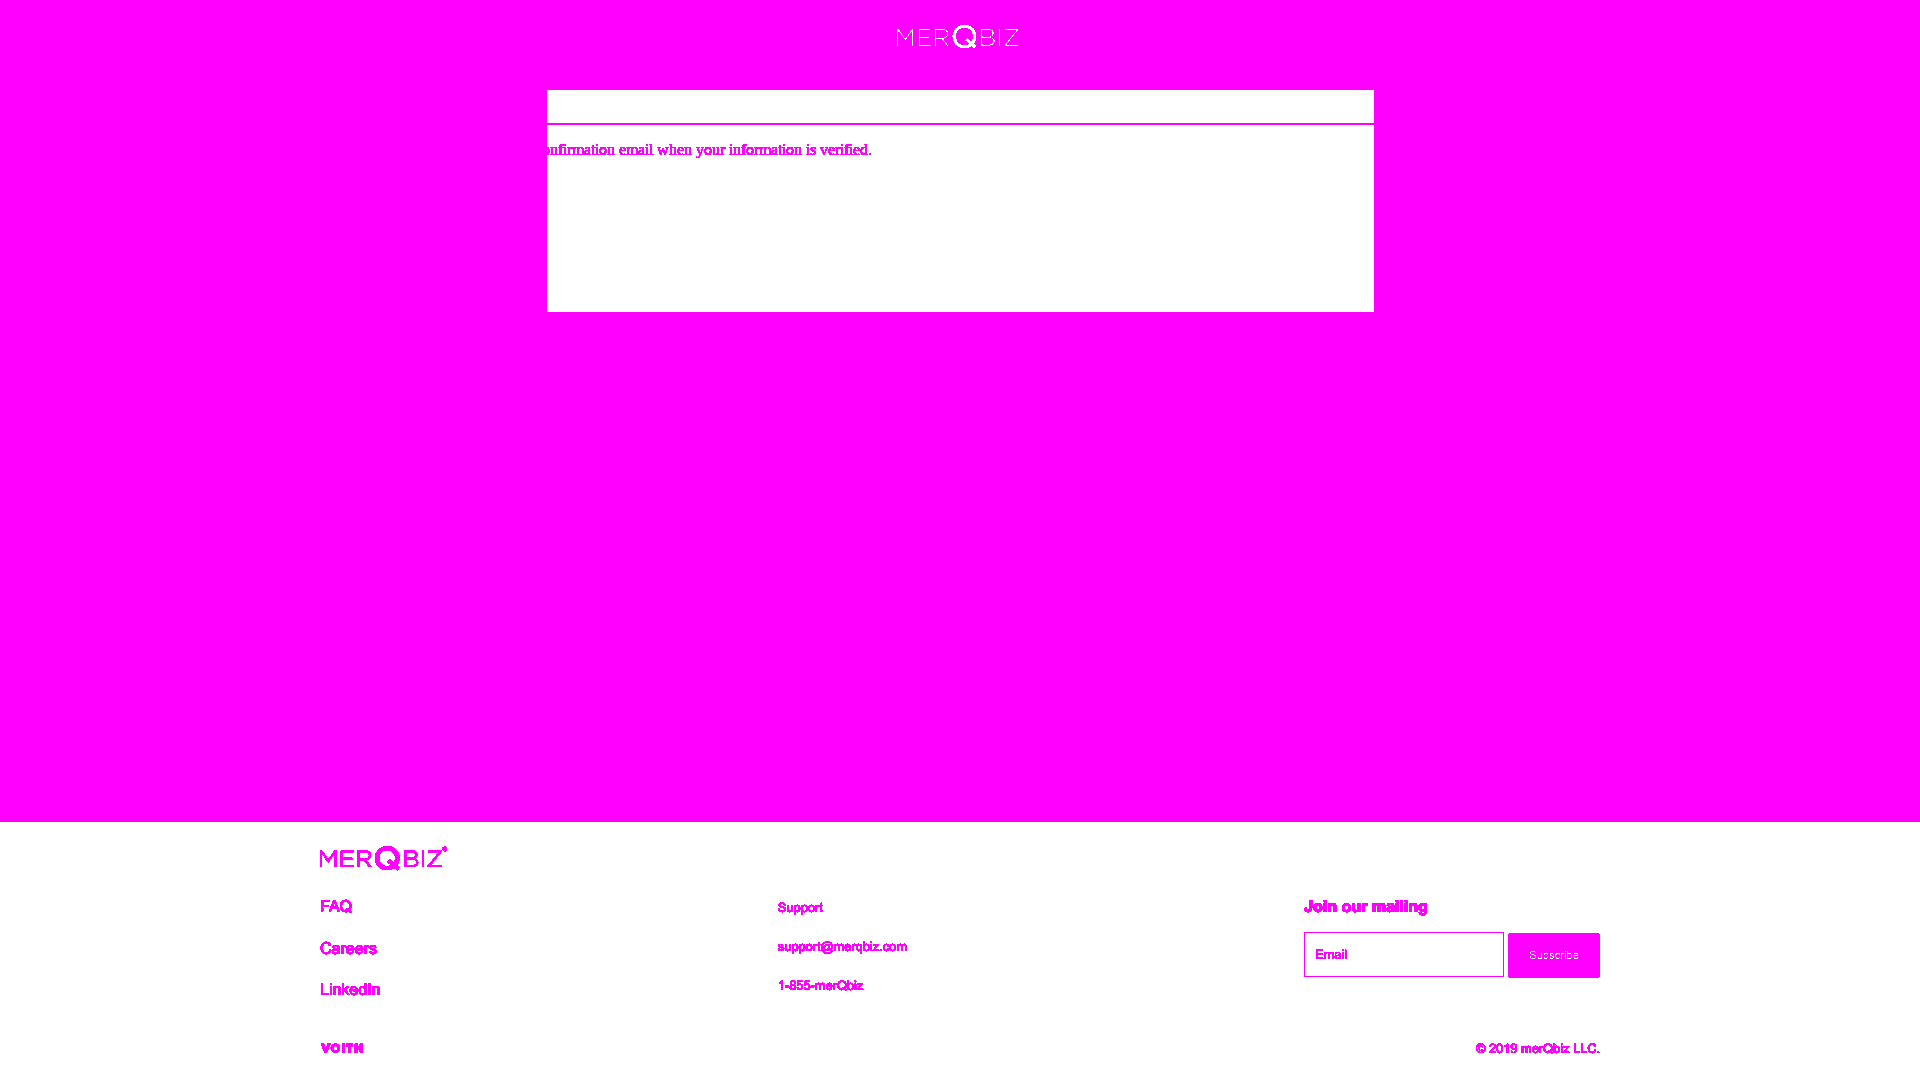 MERQBIZ
onfirmation email when your information is verified.
MERQBIZ
FAQ
Careers
LinkedIn
Support
support@merqbiz.com
1-855-merQbiz
Join our mailing
Email
Subscribe
VOITH
© 2019 merQbiz LLC.